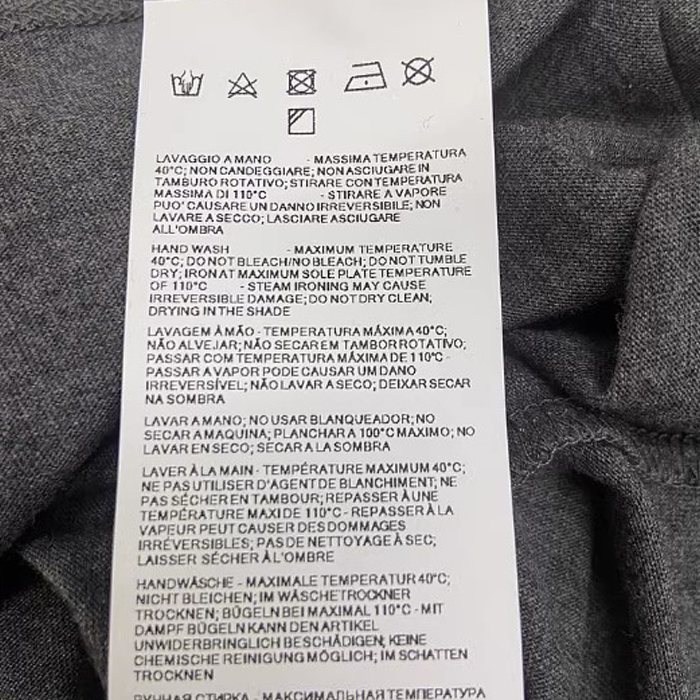 LAVAGGIO A MANO - MASSIMA TEMPERATURA
40°C; NON CANDEGGIARE; NON ASCIUGARE IN
TAMBURO ROTATIVO; STIRARE CON TEMPERATURA
MASSIMA DI 110°C - STIRARE A VAPORE
PUO' CAUSARE UN DANNO IRREVERSIBILE; NON
LAVARE A SECCO; LASCIARE ASCIUGARE
ALL'OMBRA
HAND WASH - MAXIMUM TEMPERATURE
40°C; DO NOT BLEACH/NO BLEACH; DO NOT TUMBLE
DRY; IRON AT MAXIMUM SOLE PLATE TEMPERATURE
OF 110°C - STEAM IRONING MAY CAUSE
IRREVERSIBLE DAMAGE; DO NOT DRY CLEAN;
DRYING IN THE SHADE
LAVAGEM À MÃO - TEMPERATURA MÁXIMA 40°C;
NÃO ALVEJAR; NÃO SECAR EM TAMBOR ROTATIVO;
PASSAR COM TEMPERATURA MÁXIMA DE 110°C -
PASSAR A VAPOR PODE CAUSAR UM DANO
IRREVERSÍVEL; NÃO LAVAR A SECO; DEIXAR SECAR
NA SOMBRA
LAVAR A MANO; NO USAR BLANQUEADOR; NO
SECAR A MAQUINA; PLANCHAR A 100°C MAXIMO; NO
LAVAR EN SECO; SECAR A LA SOMBRA
LAVER À LA MAIN - TEMPÉRATURE MAXIMUM 40°C;
NE PAS UTILISER D'AGENT DE BLANCHIMENT; NE
PAS SÉCHER EN TAMBOUR; REPASSER À UNE
TEMPÉRATURE MAXI DE 110°C - REPASSER À LA
VAPEUR PEUT CAUSER DES DOMMAGES
IRRÉVERSIBLES; PAS DE NETTOYAGE À SEC;
LAISSER SÉCHER À L'OMBRE
HANDWÄSCHE - MAXIMALE TEMPERATUR 40°C;
NICHT BLEICHEN; IM WÄSCHETROCKNER
TROCKNEN; BÜGELN BEI MAXIMAL 110°C - MIT
DAMPF BÜGELN KANN DEN ARTIKEL
UNWIDERBRINGLICH BESCHÄDIGEN; KEINE
CHEMISCHE REINIGUNG MÖGLICH; IM SCHATTEN
TROCKNEN
РУЧНАЯ СТИРКА - МАКСИМАЛЬНАЯ ТЕМПЕРАТУРА